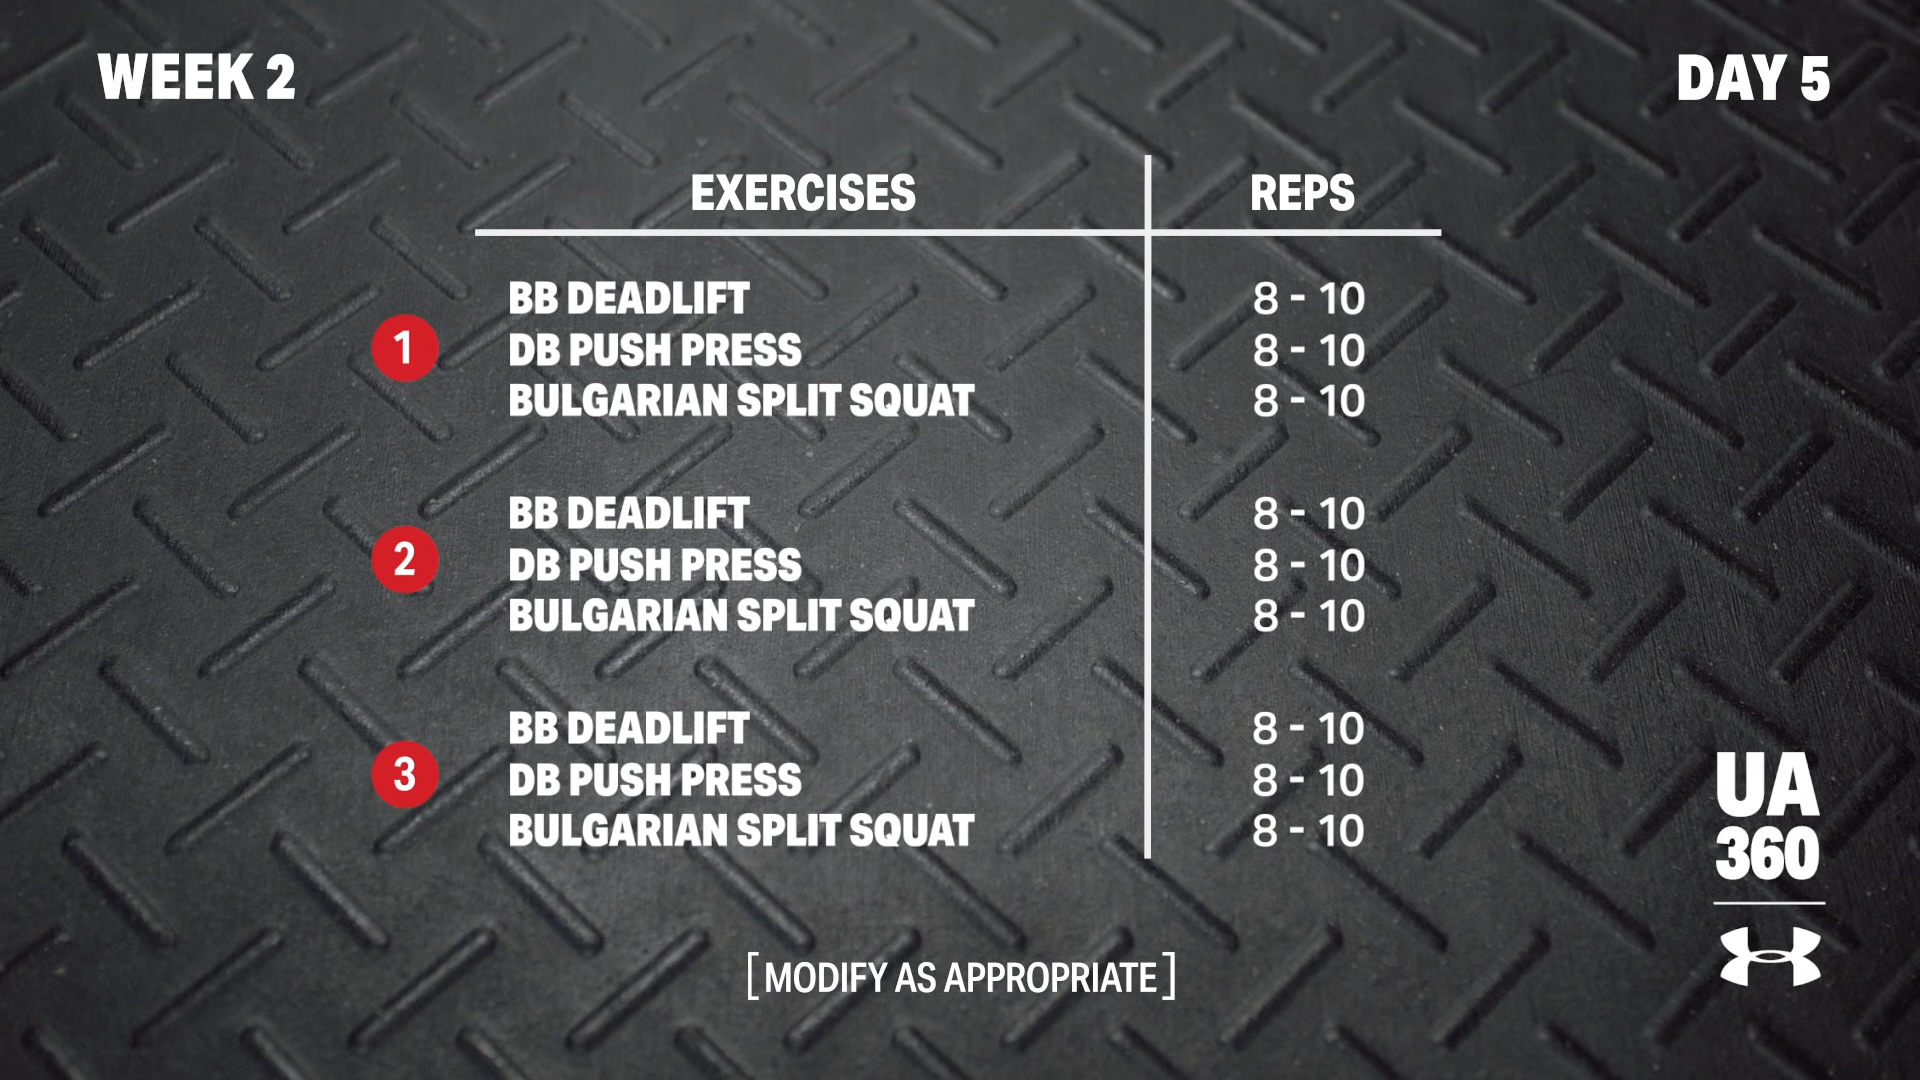 WEEK 2
DAY 5
EXERCISES REPS
1
BB DEADLIFT 8 - 10
DB PUSH PRESS 8 - 10
BULGARIAN SPLIT SQUAT 8 - 10
2
BB DEADLIFT 8 - 10
DB PUSH PRESS 8 - 10
BULGARIAN SPLIT SQUAT 8 - 10
3
BB DEADLIFT 8 - 10
DB PUSH PRESS 8 - 10
BULGARIAN SPLIT SQUAT 8 - 10
[MODIFY AS APPROPRIATE]
UA
360